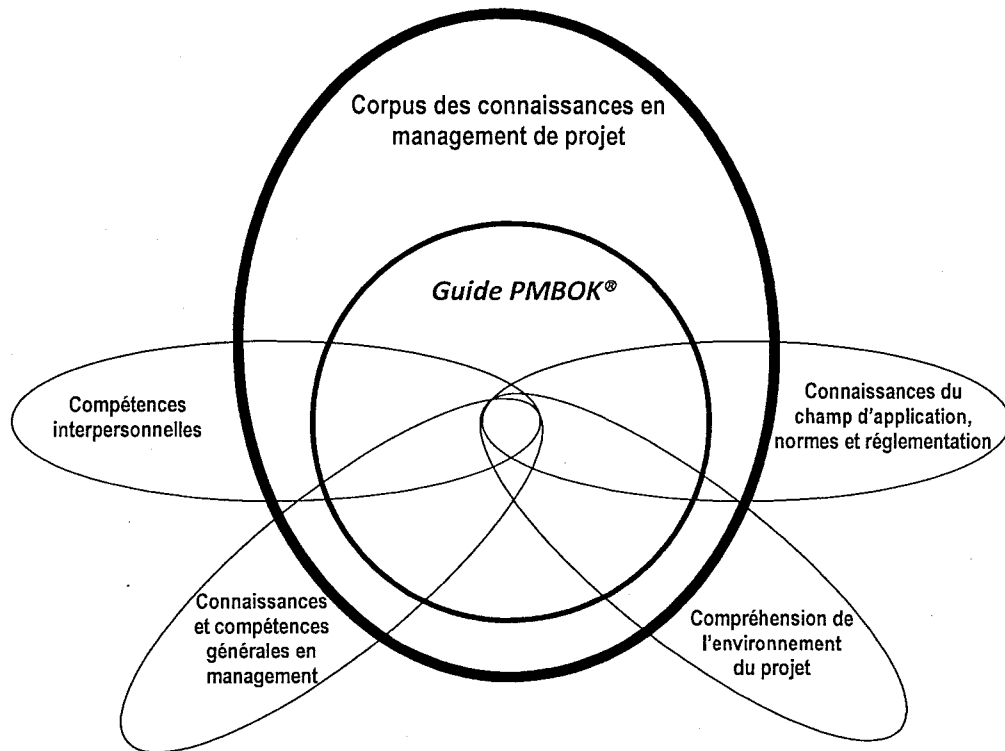 Corpus des connaissances en
management de projet
Guide PMBOK®
Compétences
interpersonnelles
Connaissances du
champ d'application,
normes et réglementation
Connaissances
et compétences
générales en
management
Compréhension de
l'environnement
du projet